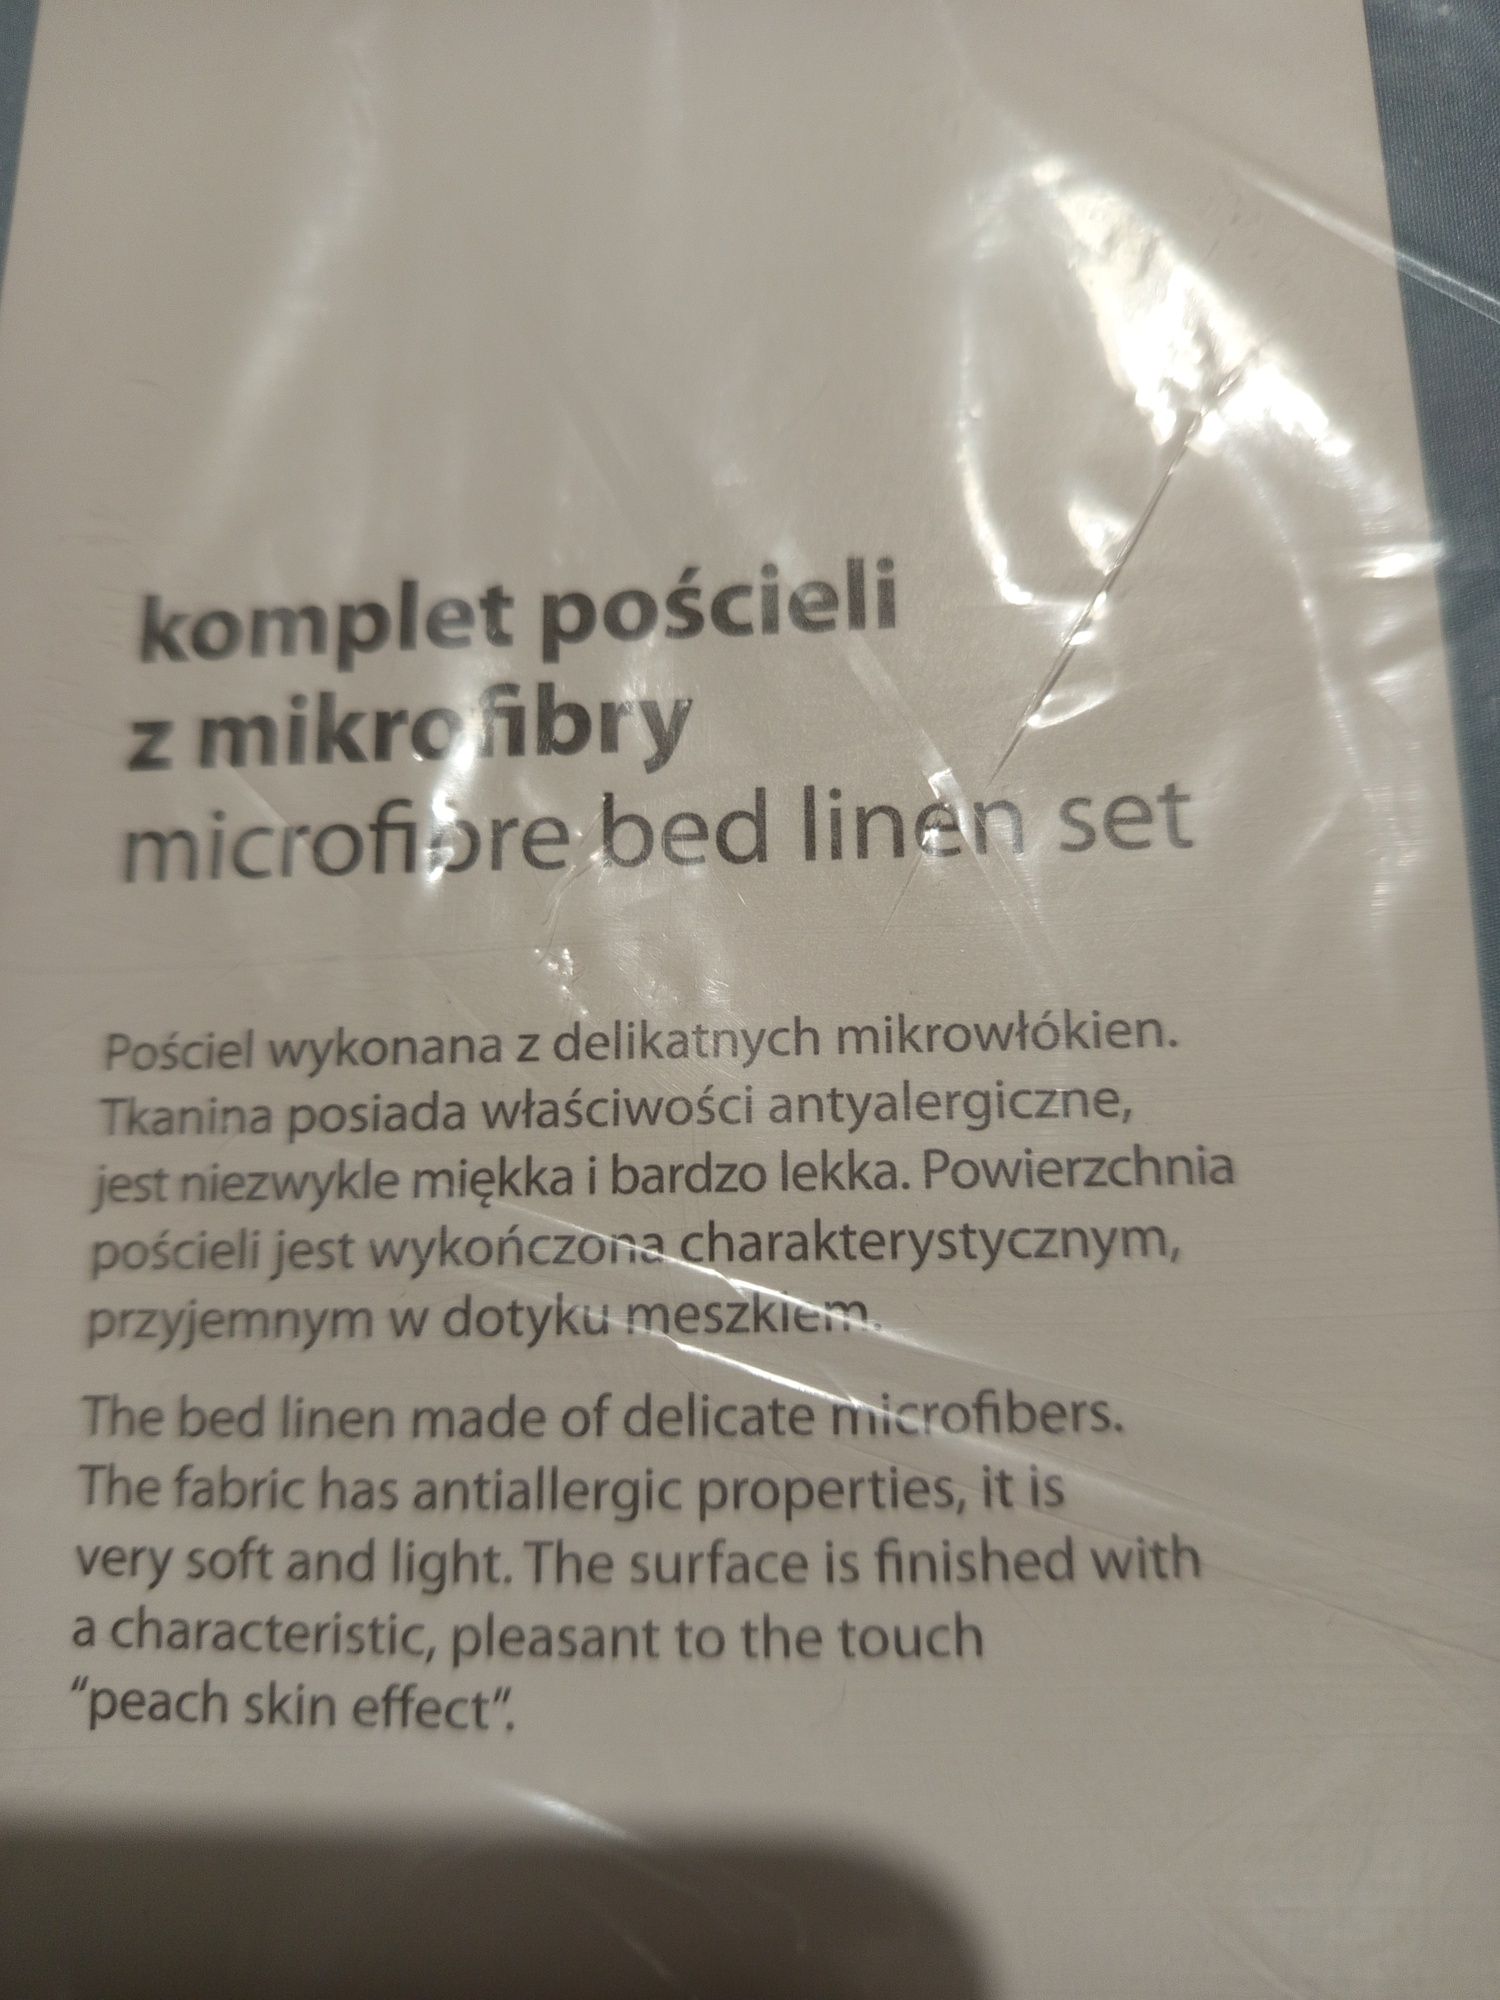 komplet pościeli
z mikrofibry
microfibre bed linen set
Pościel wykonana z delikatnych mikrowłókien.
Tkanina posiada właściwości antyalergiczne,
jest niezwykle miękka i bardzo lekka. Powierzchnia
pościeli jest wykończona charakterystycznym,
przyjemnym w dotyku meszkiem.
The bed linen made of delicate microfibers.
The fabric has antiallergic properties, it is
very soft and light. The surface is finished with
a characteristic, pleasant to the touch
“peach skin effect”.